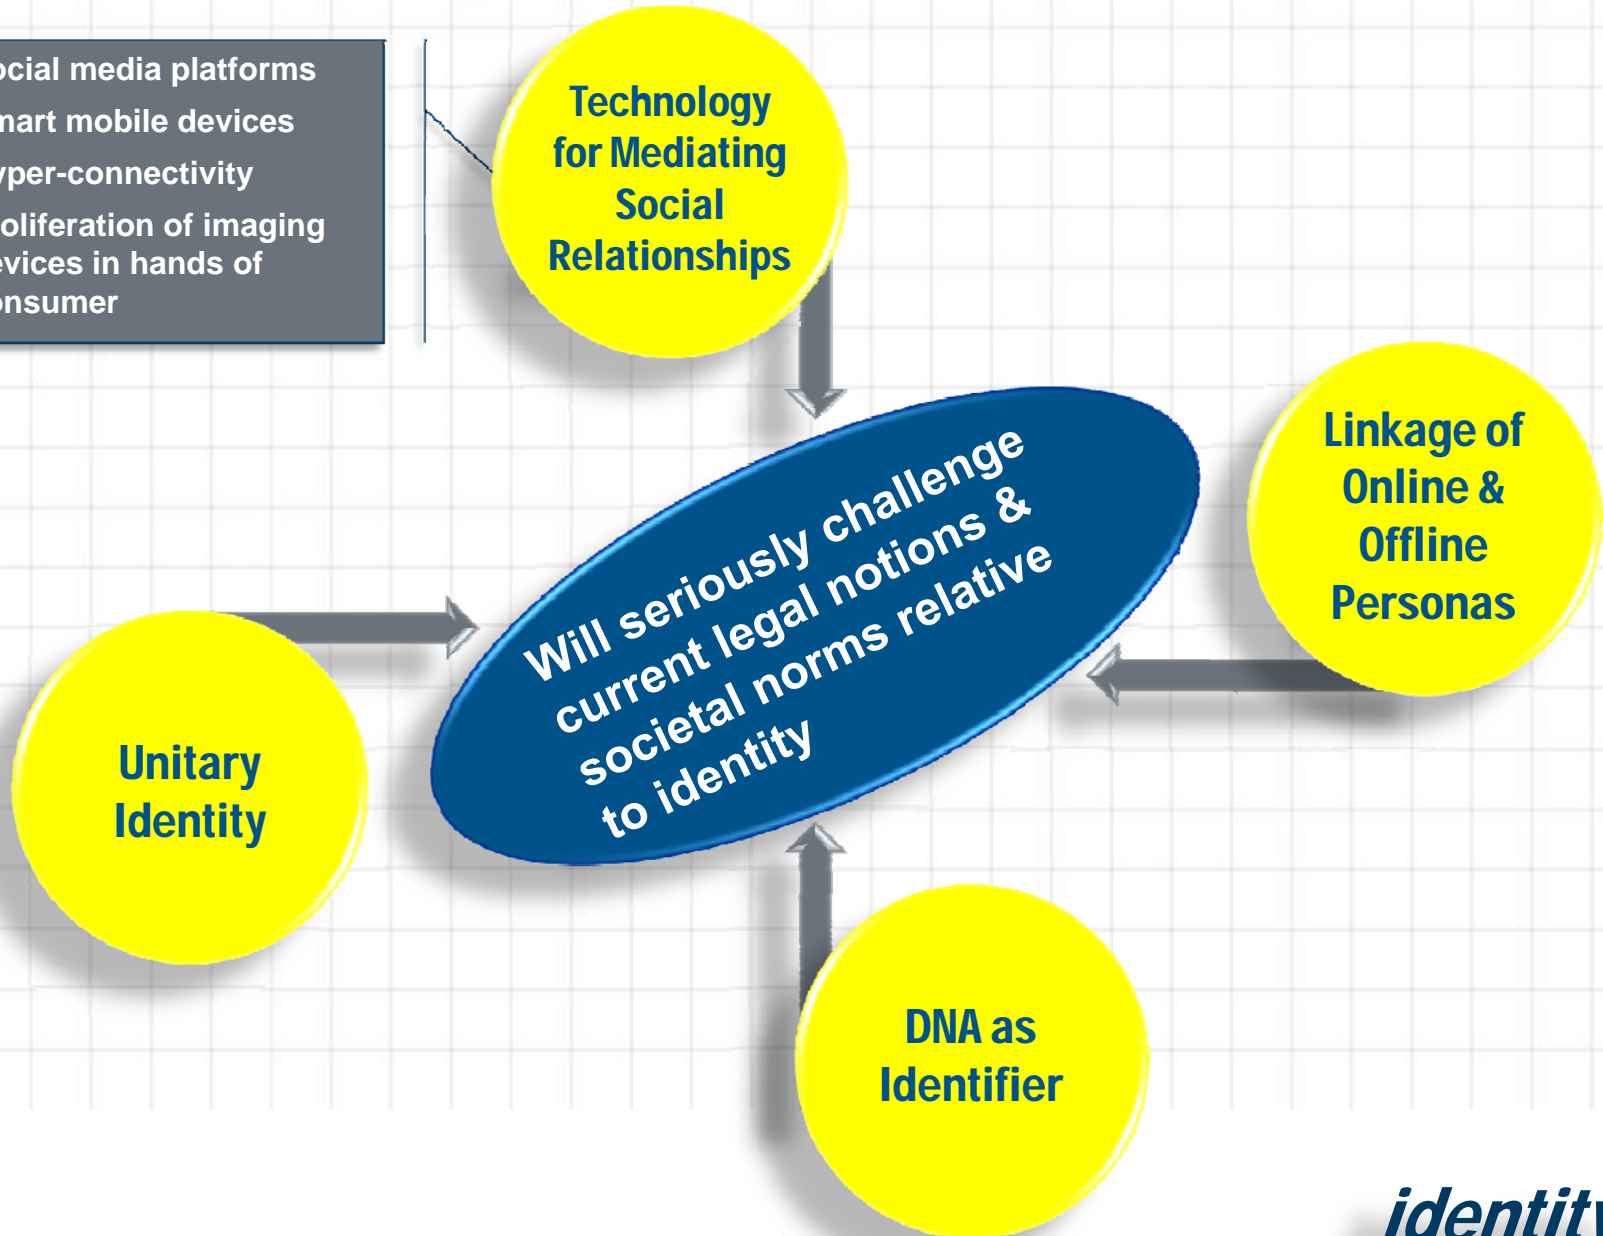 ocial media platforms
mart mobile devices
yper-connectivity
oliferation of imaging
evices in hands of
onsumer
Technology
for Mediating
Social
Relationships
Linkage of
Online &
Offline
Personas
Will seriously challenge
current legal notions &
societal norms relative
to identity
Unitary
Identity
DNA as
Identifier
identity